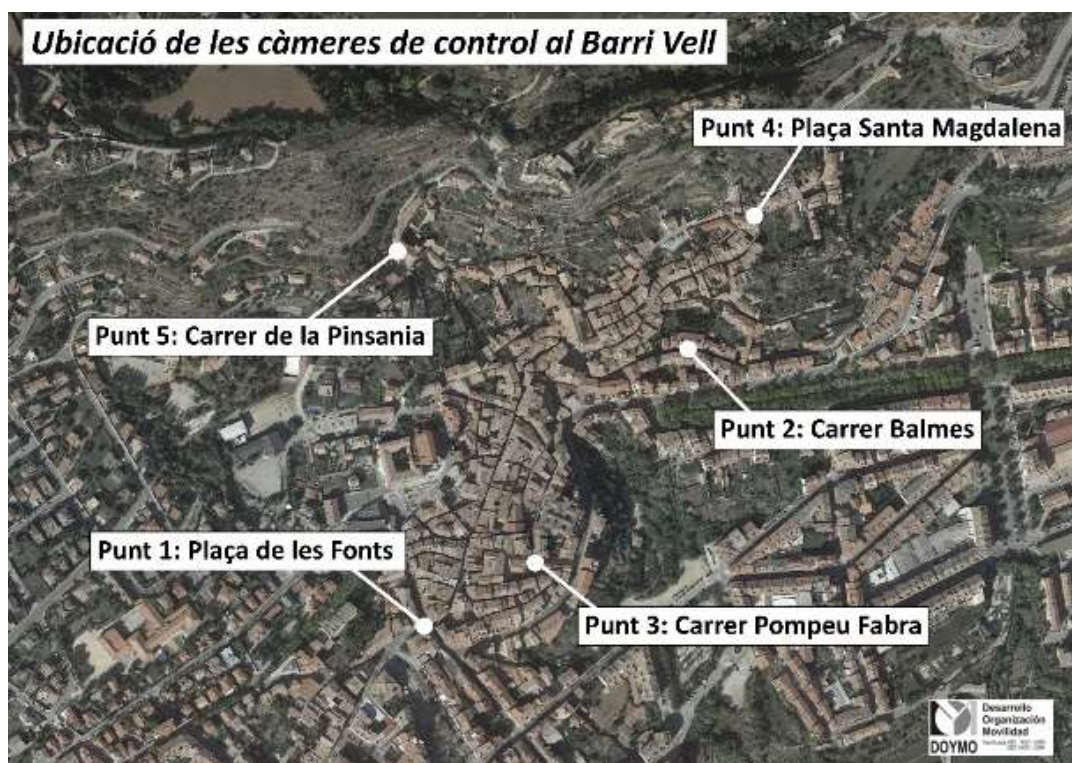 Ubicació de les càmeres de control al Barri Vell
Punt 4: Plaça Santa Magdalena
Punt 5: Carrer de la Pinsania
Punt 2: Carrer Balmes
Punt 1: Plaça de les Fonts
Punt 3: Carrer Pompeu Fabra
Desarrollo
Organización
Movilidad
DOYMO